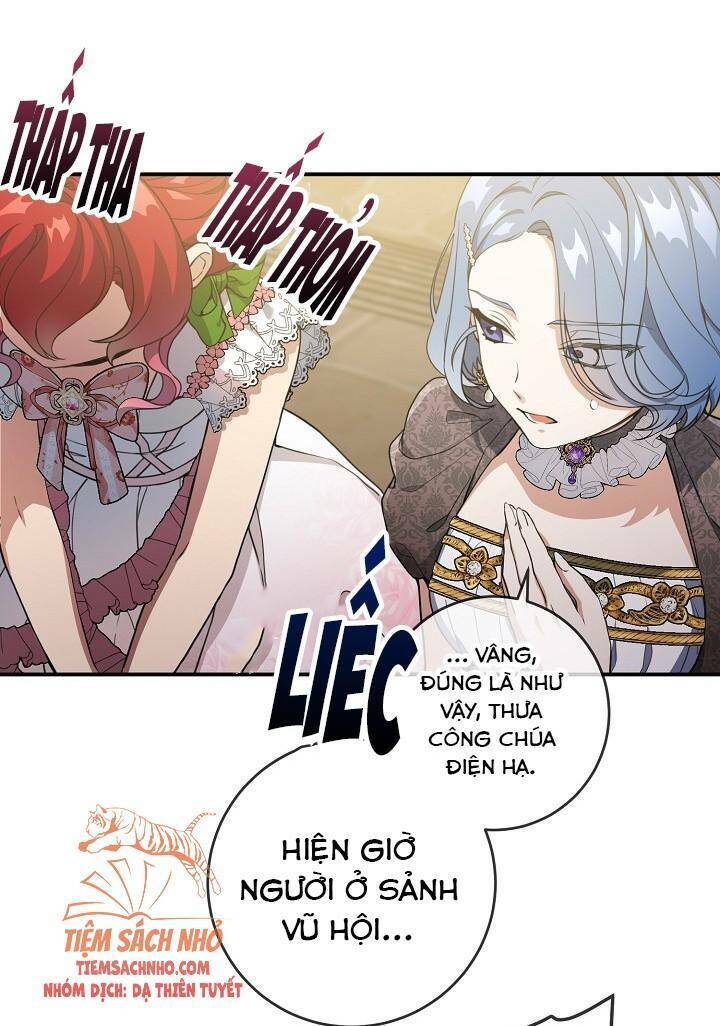 THẤP THA
THẤP THỎM
LIẾC
... VÂNG,
ĐÚNG LÀ NHƯ
VẬY, THƯA
CÔNG CHÚA
ĐIỆN HẠ.
HIỆN GIỜ
NGƯỜI Ở SẢNH
VŨ HỘI...
TIỆM SÁCH NHỎ
TIEMSACHNHO.COM
NHÓM DỊCH: DẠ THIÊN TUYẾT